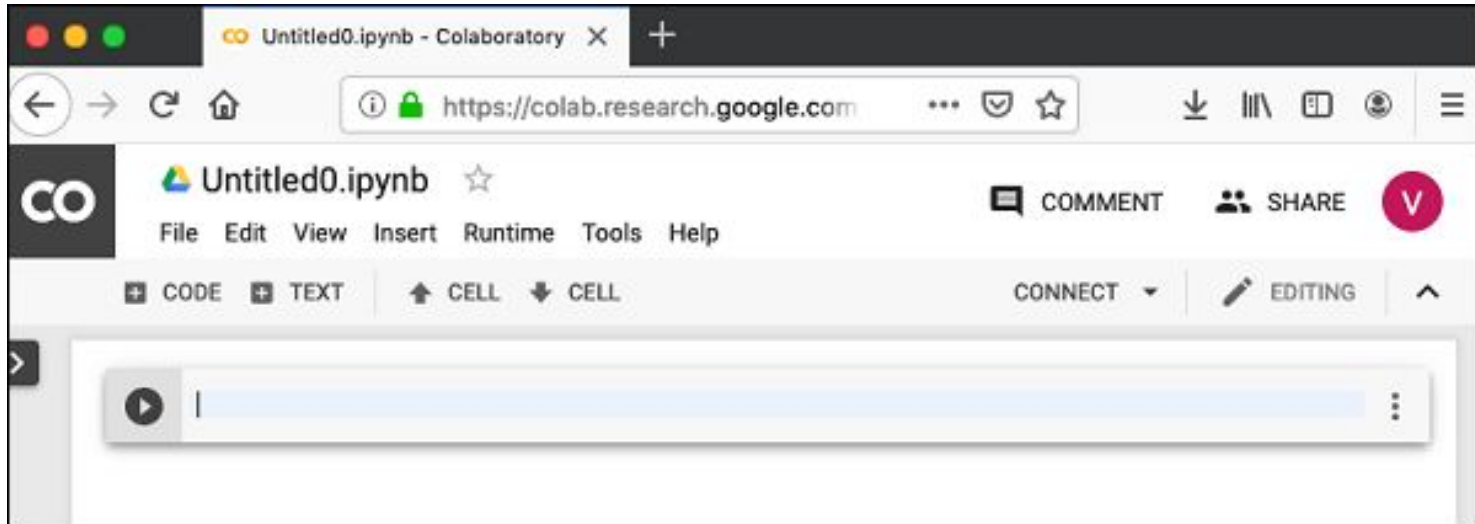 CO Untitled0.ipynb - Colaboratory
https://colab.research.google.com
CO
Untitled0.ipynb
COMMENT SHARE V
File Edit View Insert Runtime Tools Help
CODE TEXT CELL CELL CONNECT EDITING